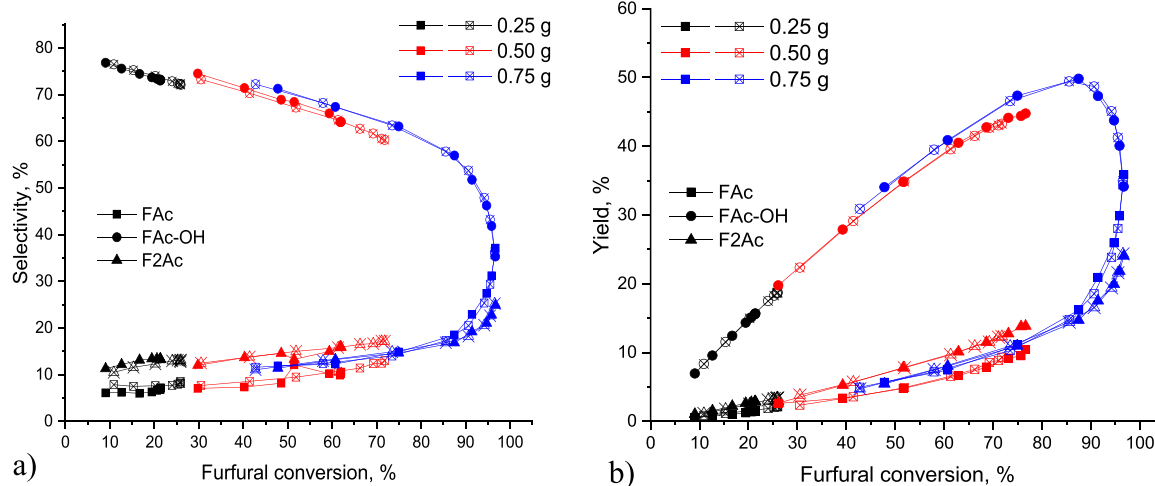 0.25 g
0.50 g
0.75 g
FAc
FAc-OH
F2Ac
Selectivity, %
80
70
60
50
40
30
20
10
0
0 10 20 30 40 50 60 70 80 90 100
Furfural conversion, %
a)
0.25 g
0.50 g
0.75 g
FAc
FAc-OH
F2Ac
Yield, %
60
50
40
30
20
10
0
0 10 20 30 40 50 60 70 80 90 100
Furfural conversion, %
b)